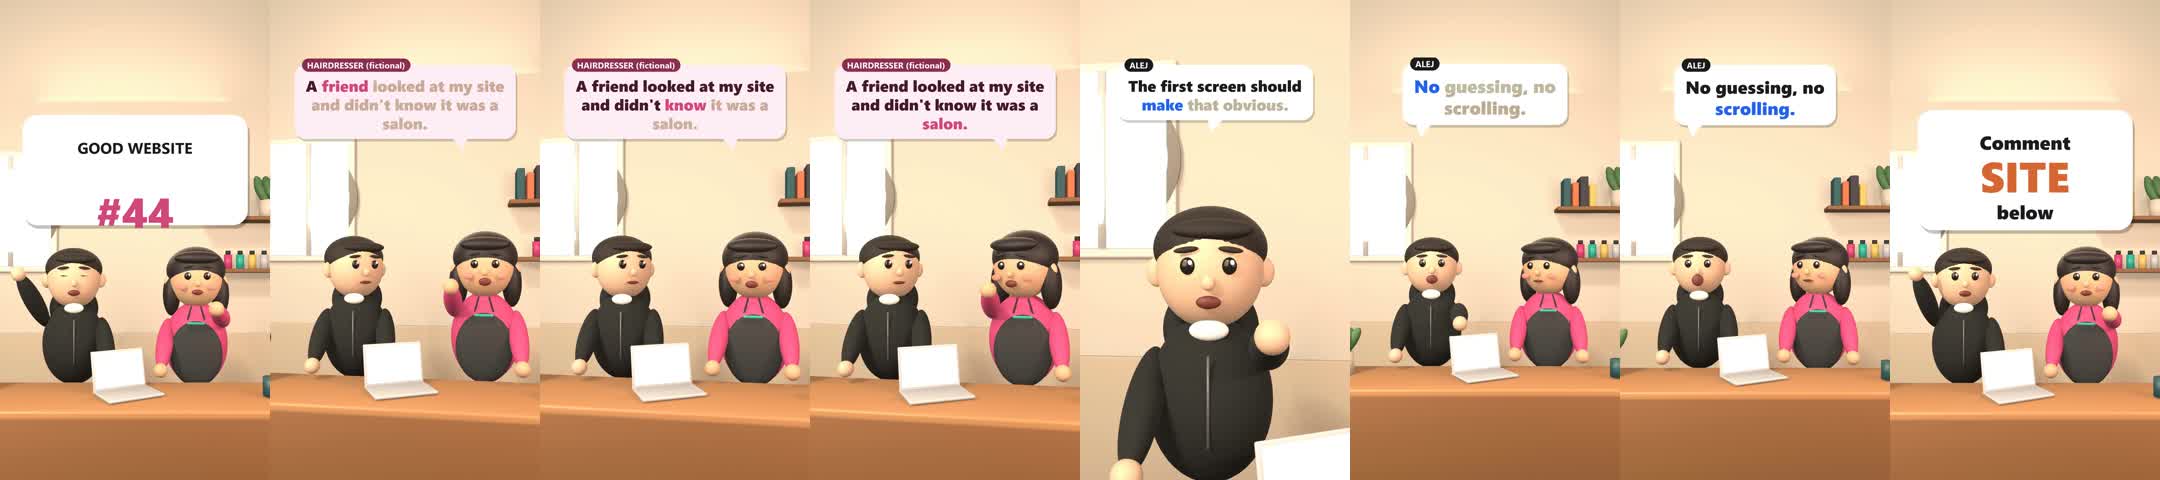 GOOD WEBSITE
#44
HAIRDRESSER (fictional)
A friend looked at my site
and didn't know it was a
salon.
HAIRDRESSER (fictional)
A friend looked at my site
and didn't know it was a
salon.
HAIRDRESSER (fictional)
A friend looked at my site
and didn't know it was a
salon.
ALEJ
The first screen should
make that obvious.
ALEJ
No guessing, no
scrolling.
ALEJ
No guessing, no
scrolling.
Comment
SITE
below